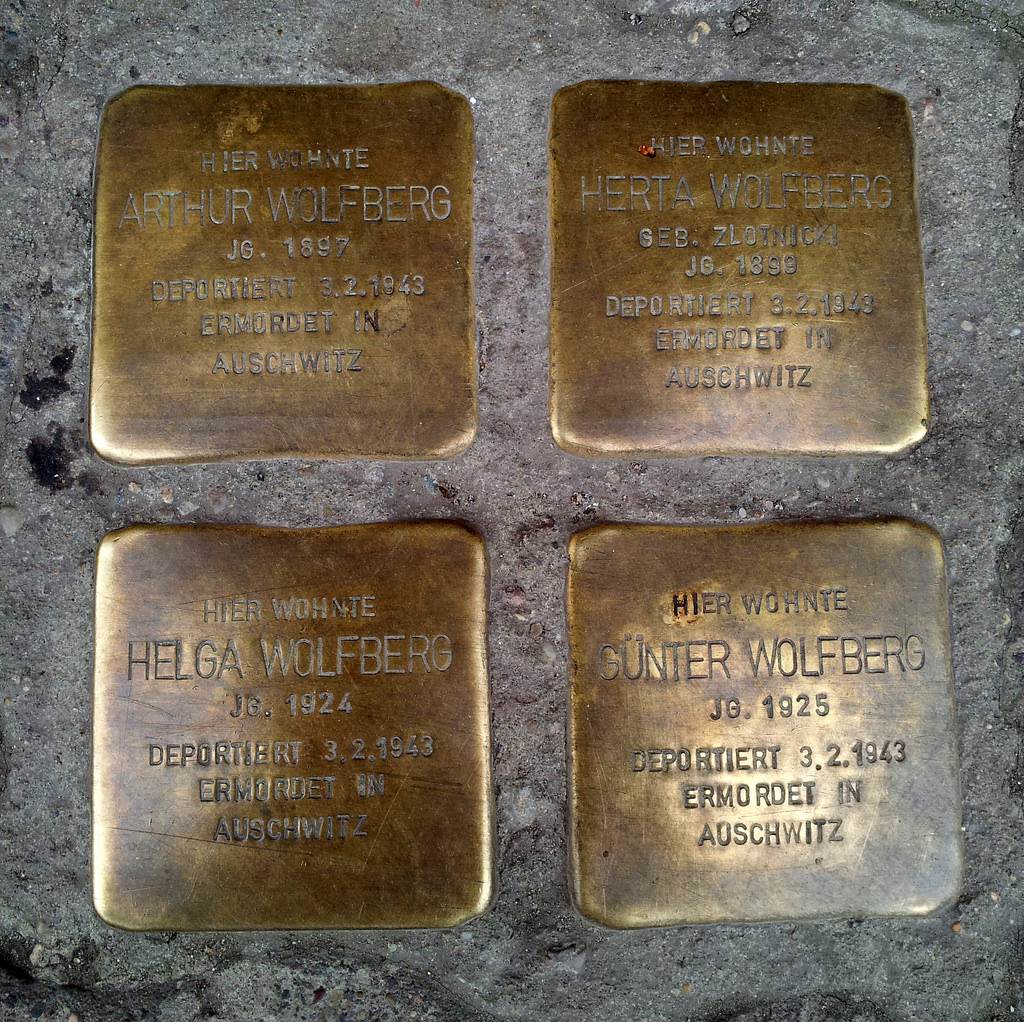 HIER WOHNTE
ARTHUR WOLFBERG
JG. 1897
DEPORTIERT 3.2.1943
ERMORDET IN
AUSCHWITZ
HIER WOHNTE
HERTA WOLFBERG
GEB. ZLOTNICKI
JG. 1899
DEPORTIERT 3.2.1943
ERMORDET IN
AUSCHWITZ
HIER WOHNTE
HELGA WOLFBERG
JG. 1924
DEPORTIERT 3.2.1943
ERMORDET IN
AUSCHWITZ
HIER WOHNTE
GÜNTER WOLFBERG
JG. 1925
DEPORTIERT 3.2.1943
ERMORDET IN
AUSCHWITZ